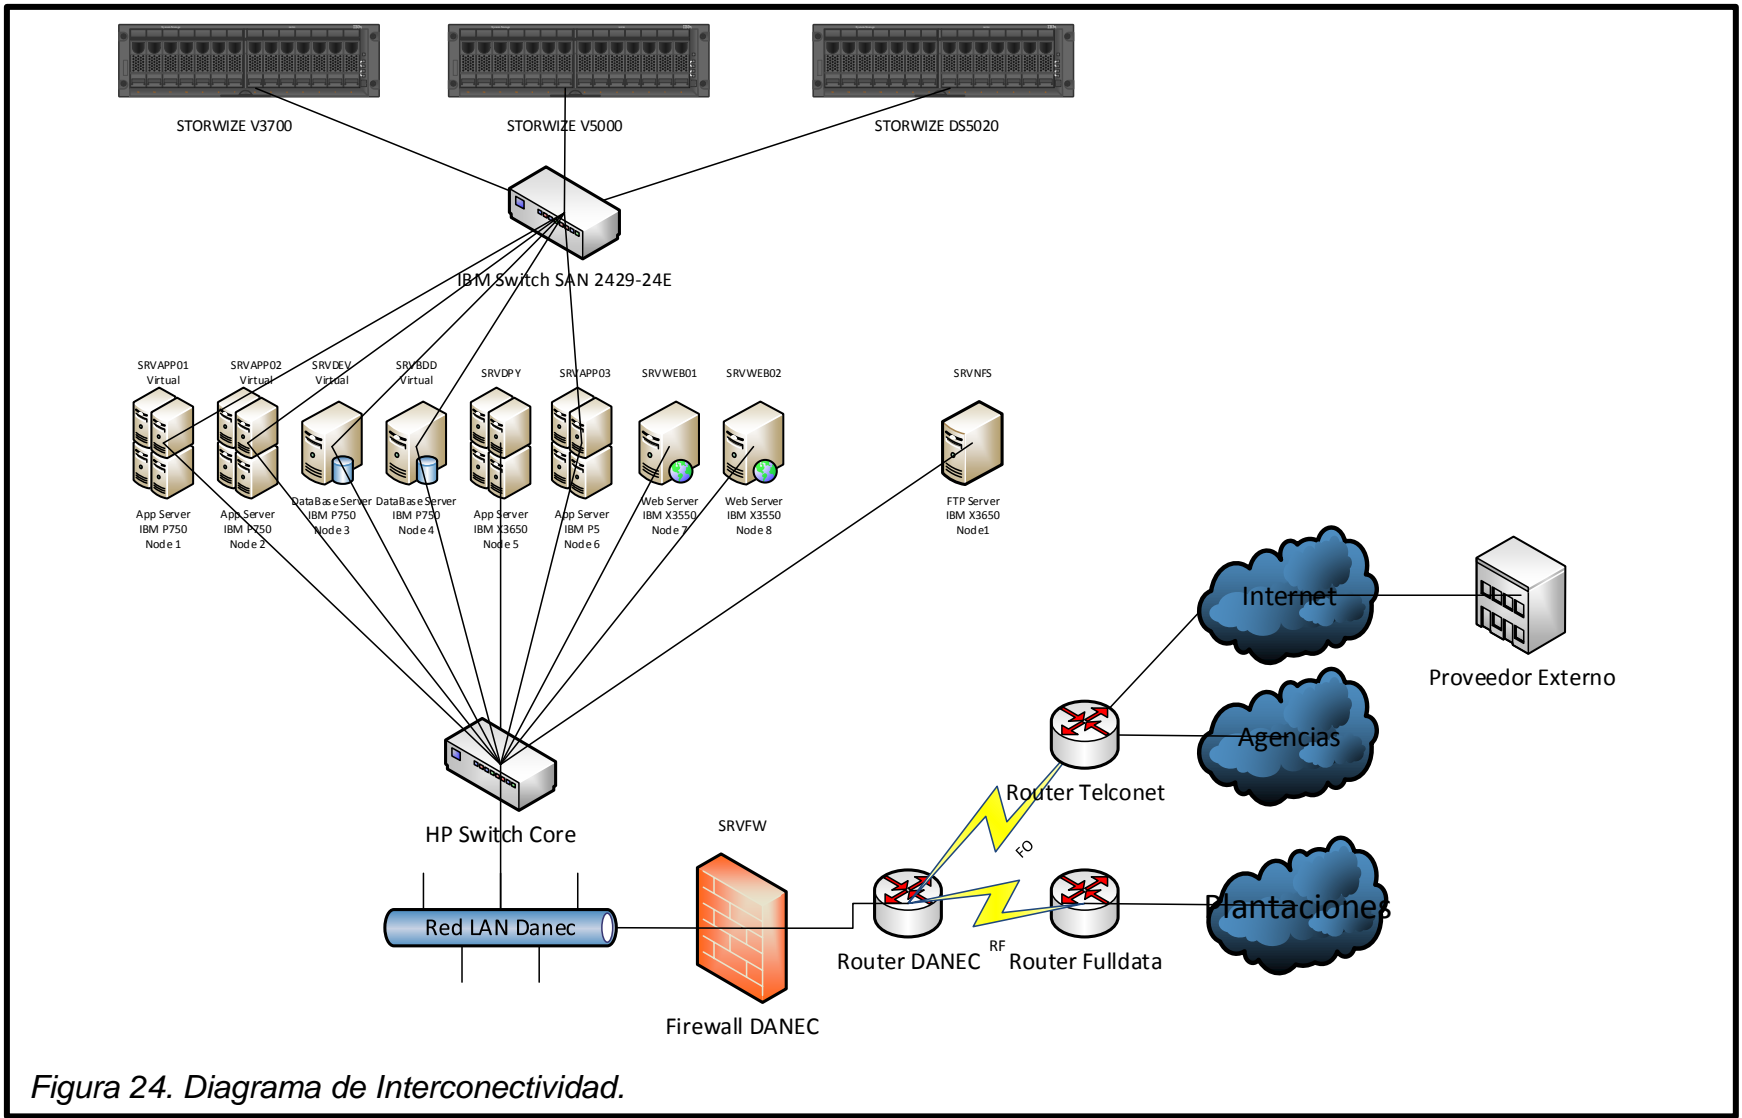 STORWIZE V3700
STORWIZE V5000
STORWIZE DS5020
IBM Switch SAN 2429-24E
SRVAPP01
Virtual
SRVAPP02
Virtual
SRVDEV
Virtual
SRVBDD
Virtual
SRVDPY
SRVAPP03
SRVWEB01
SRVWEB02
SRVNFS
App Server
IBM P750
Node 1
App Server
IBM P750
Node 2
DataBase Server
IBM P750
Node 3
DataBase Server
IBM P750
Node 4
App Server
IBM X3650
Node 5
App Server
IBM P5
Node 6
Web Server
IBM X3550
Node 7
Web Server
IBM X3550
Node 8
FTP Server
IBM X3650
Node1
Internet
Proveedor Externo
Agencias
Router Telconet
HP Switch Core
SRVFW
FO
Plantaciones
Red LAN Danec
RF
Router DANEC
Router Fulldata
Firewall DANEC
Figura 24. Diagrama de Interconectividad.